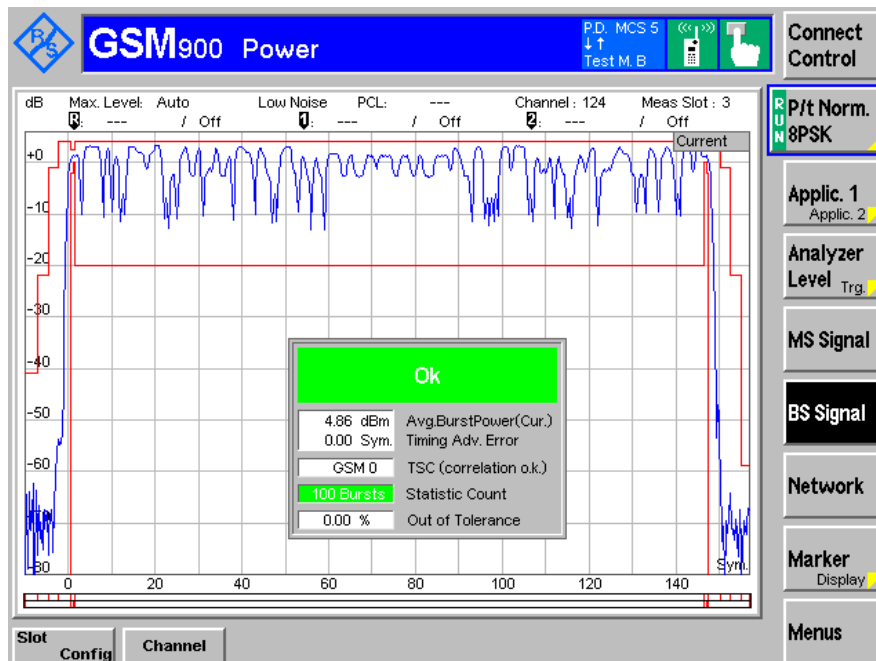 R/S
GSM900 Power
P.D. MCS 5
Test M. B
Connect Control
dB Max. Level: Auto Low Noise PCL: --- Channel : 124 Meas Slot : 3
R: --- / Off 1: --- / Off 2: --- / Off
Current
RUN
P/t Norm. 8PSK
+0
-10
-20
-30
-40
-50
-60
-70
-80
Applic. 1
Applic. 2
Analyzer Level Trg.
MS Signal
BS Signal
Network
Marker
Display
Menus
Ok
4.86 dBm Avg.BurstPower(Cur.)
0.00 Sym. Timing Adv. Error
GSM 0 TSC (correlation o.k.)
100 Bursts Statistic Count
0.00 % Out of Tolerance
Sym.
0 20 40 60 80 100 120 140
Slot Config
Channel